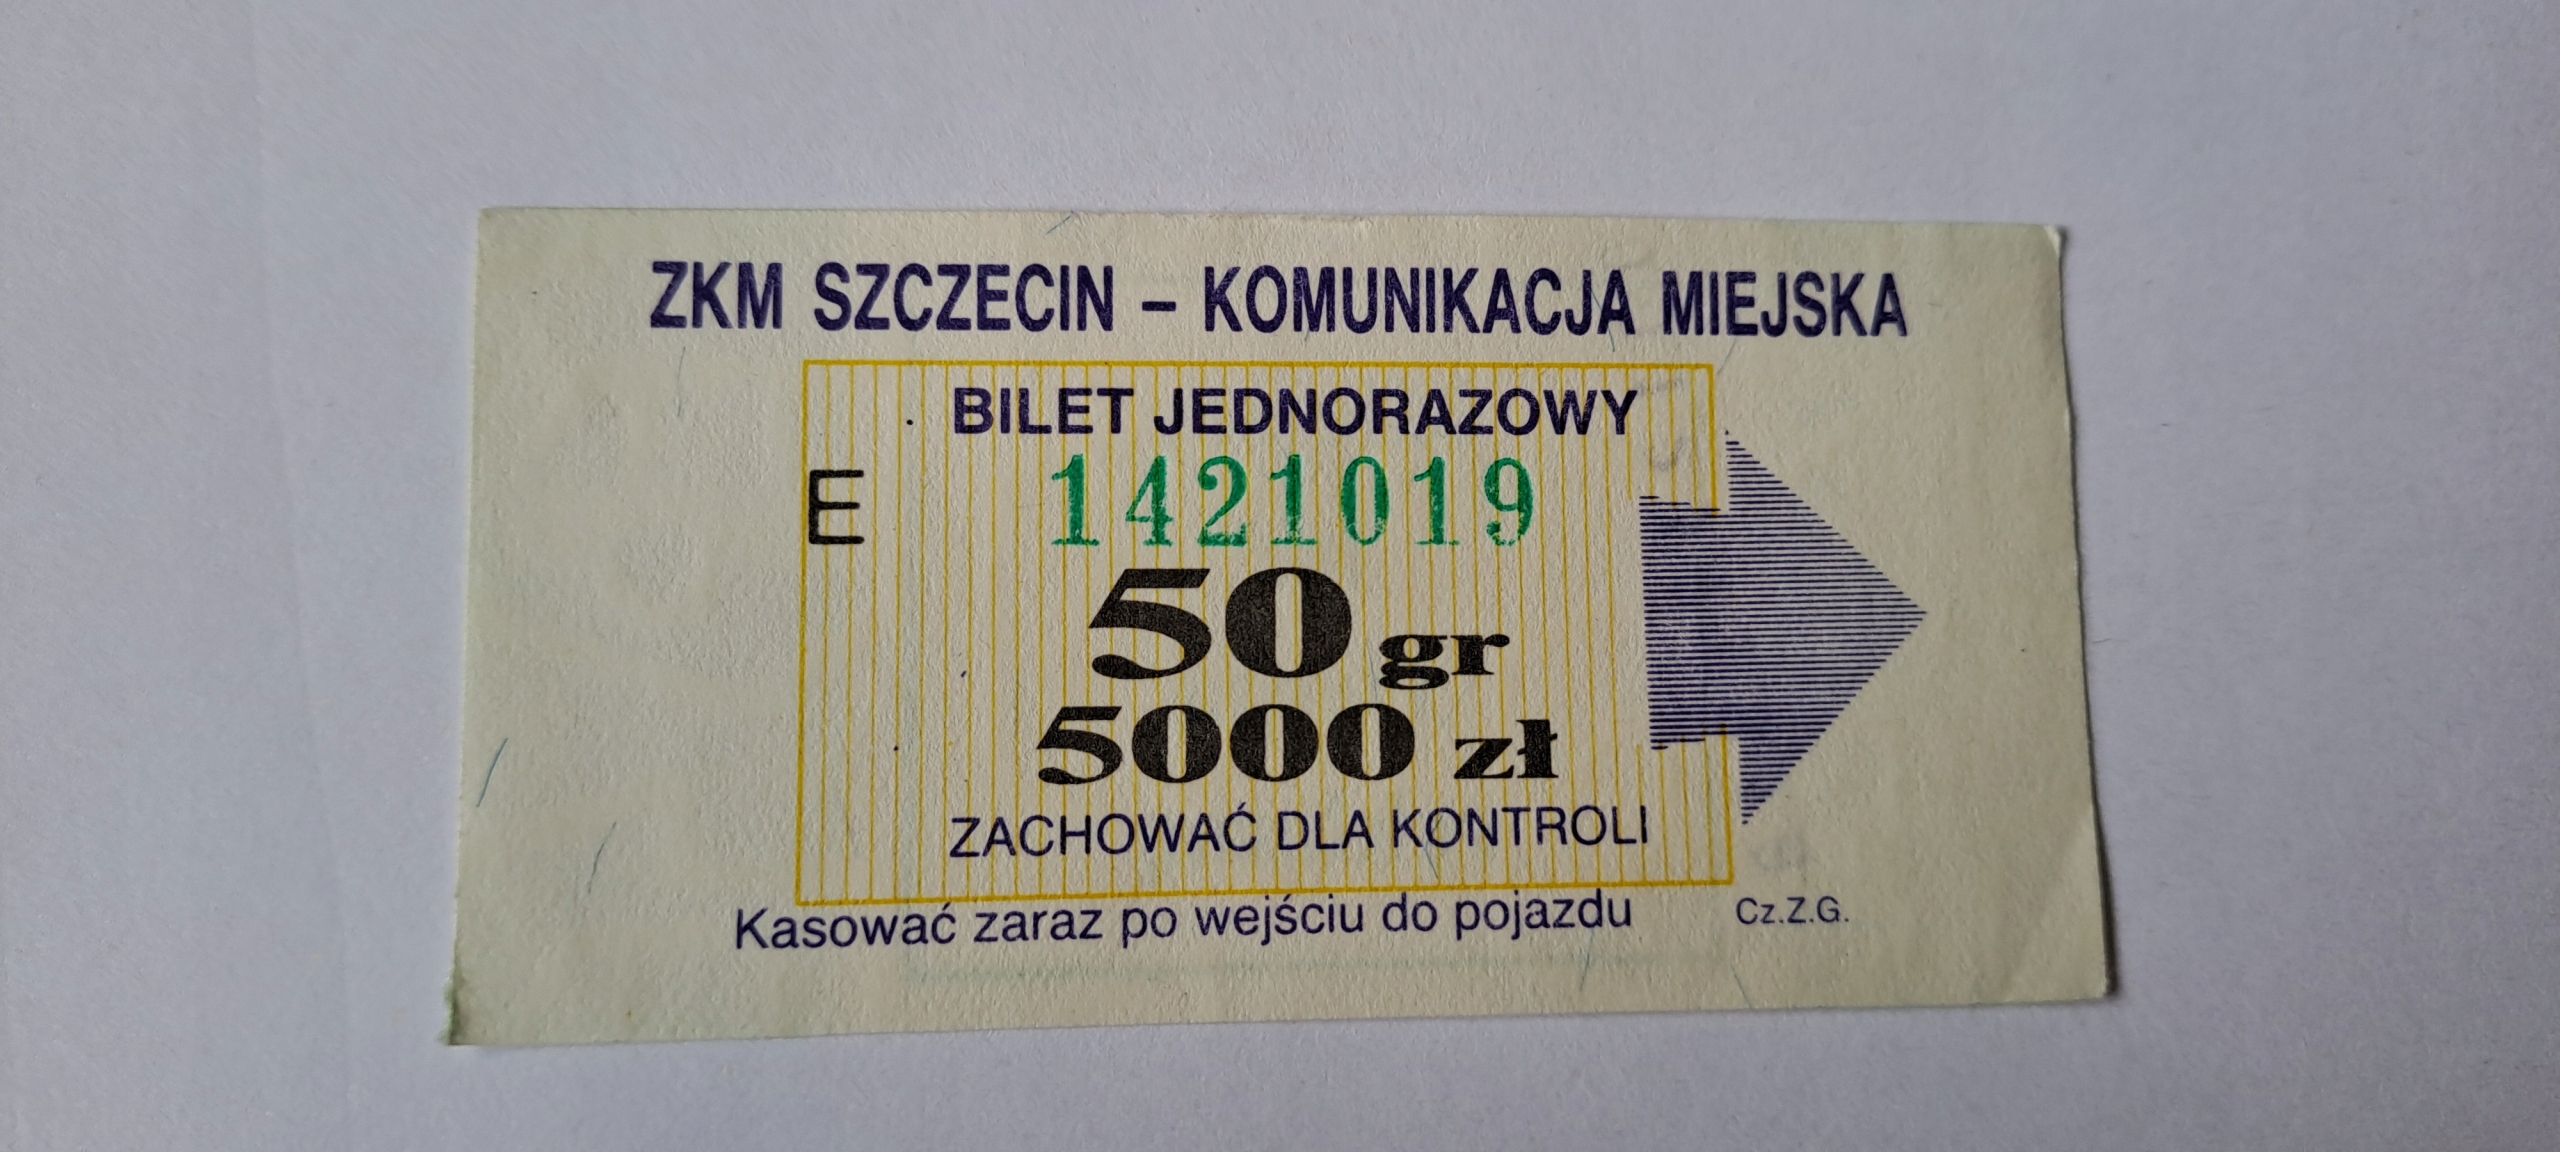 ZKM SZCZECIN – KOMUNIKACJA MIEJSKA
BILET JEDNORAZOWY
E 1421019
50 gr
5000 zł
ZACHOWAĆ DLA KONTROLI
Kasować zaraz po wejściu do pojazdu Cz.Z.G.